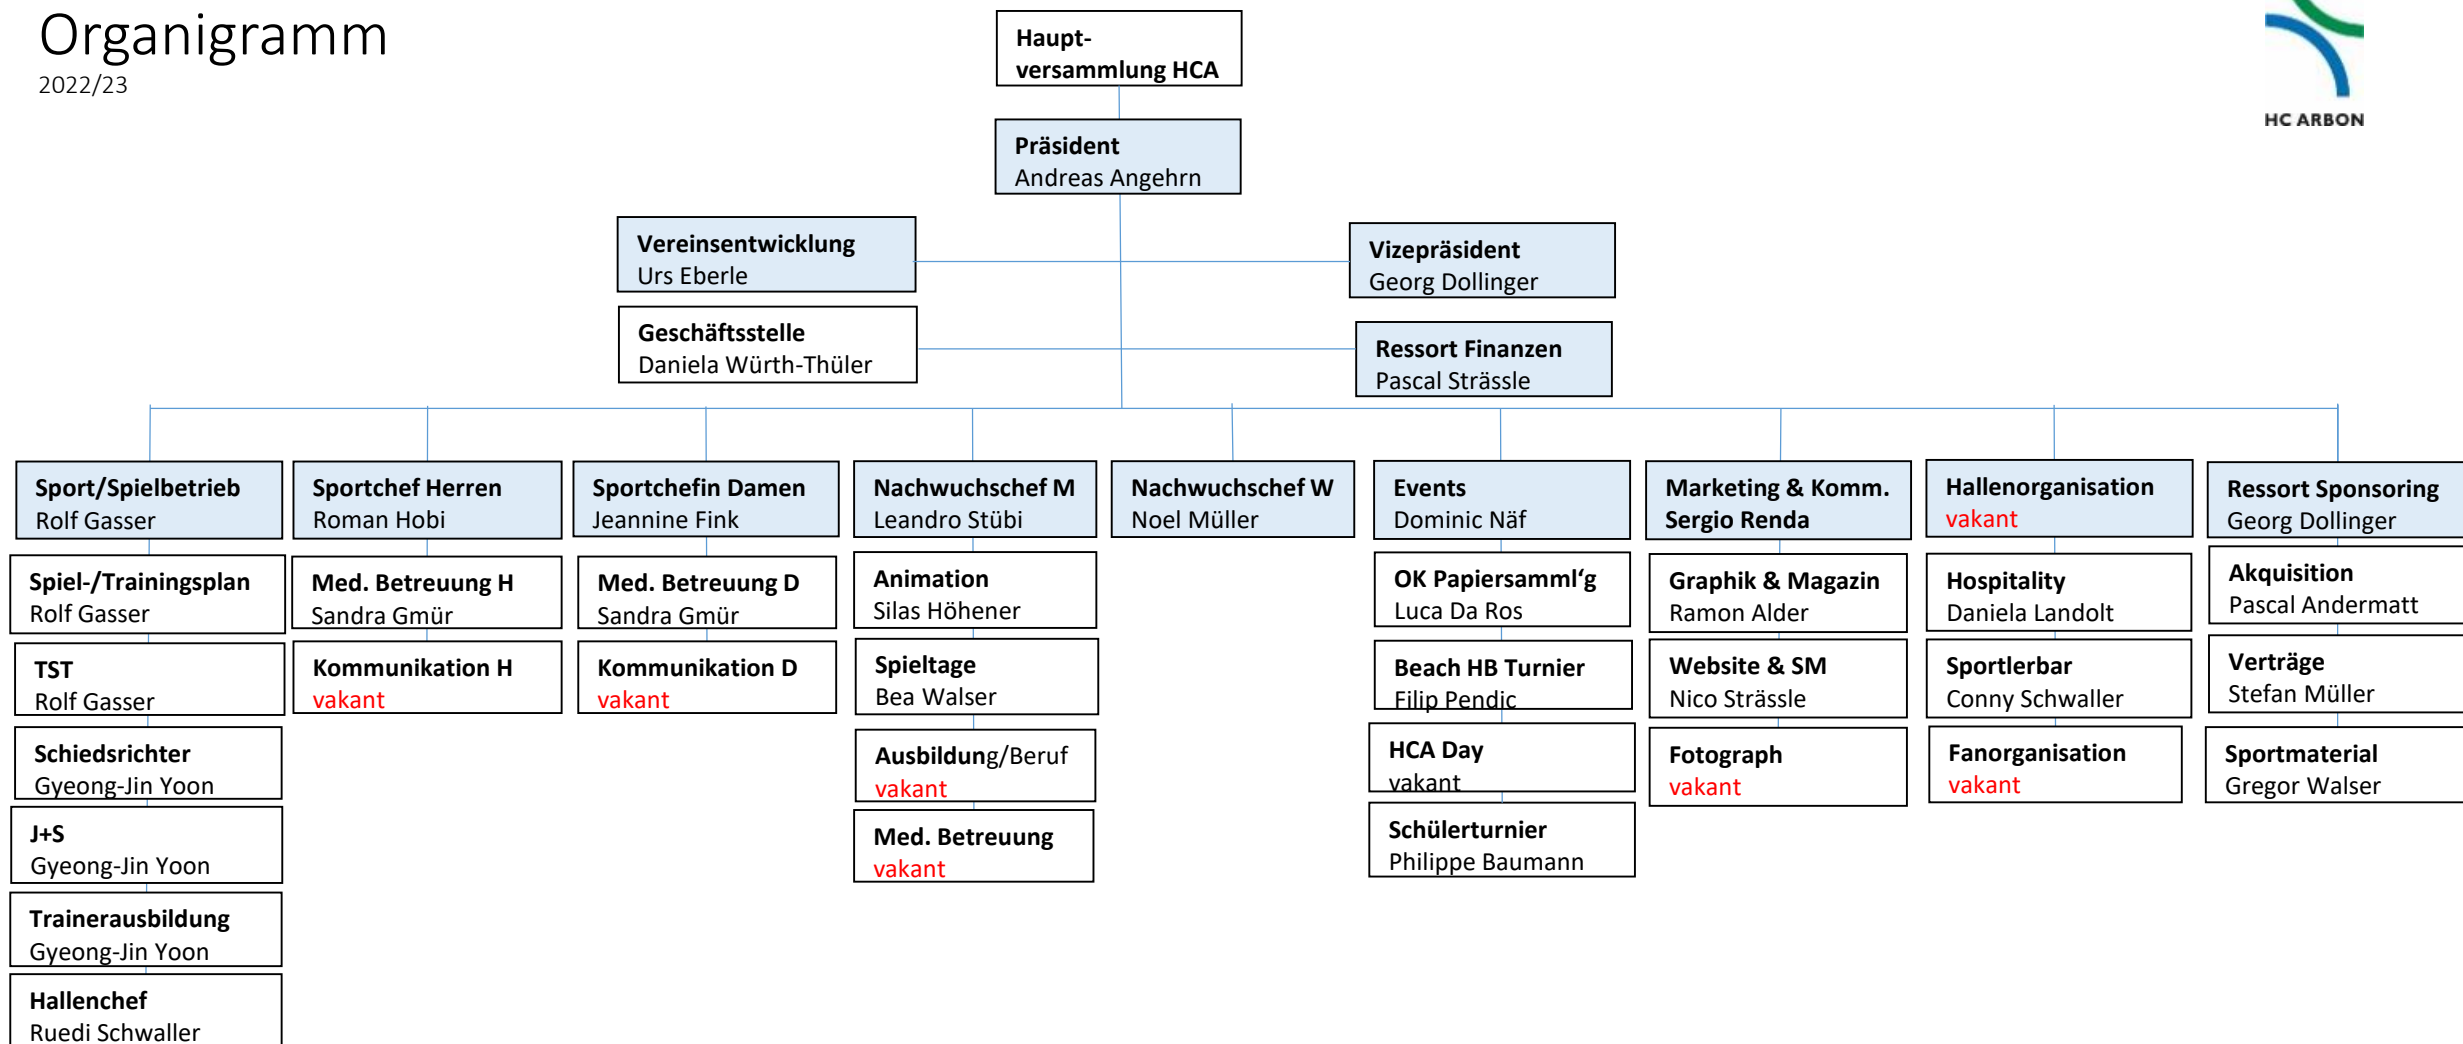 Organigramm
2022/23
HC ARBON
Haupt-
versammlung HCA
Präsident
Andreas Angehrn
Vereinsentwicklung
Urs Eberle
Vizepräsident
Georg Dollinger
Geschäftsstelle
Daniela Würth-Thüler
Ressort Finanzen
Pascal Strässle
Sport/Spielbetrieb
Rolf Gasser
Spiel-/Trainingsplan
Rolf Gasser
TST
Rolf Gasser
Schiedsrichter
Gyeong-Jin Yoon
J+S
Gyeong-Jin Yoon
Trainerausbildung
Gyeong-Jin Yoon
Hallenchef
Ruedi Schwaller
Sportchef Herren
Roman Hobi
Med. Betreuung H
Sandra Gmür
Kommunikation H
vakant
Sportchefin Damen
Jeannine Fink
Med. Betreuung D
Sandra Gmür
Kommunikation D
vakant
Nachwuchschef M
Leandro Stübi
Animation
Silas Höhener
Spieltage
Bea Walser
Ausbildung/Beruf
vakant
Med. Betreuung
vakant
Nachwuchschef W
Noel Müller
Events
Dominic Näf
OK Papiersamml‘g
Luca Da Ros
Beach HB Turnier
Filip Pendic
HCA Day
vakant
Schülerturnier
Philippe Baumann
Marketing & Komm.
Sergio Renda
Graphik & Magazin
Ramon Alder
Website & SM
Nico Strässle
Fotograph
vakant
Hallenorganisation
vakant
Hospitality
Daniela Landolt
Sportlerbar
Conny Schwaller
Fanorganisation
vakant
Ressort Sponsoring
Georg Dollinger
Akquisition
Pascal Andermatt
Verträge
Stefan Müller
Sportmaterial
Gregor Walser